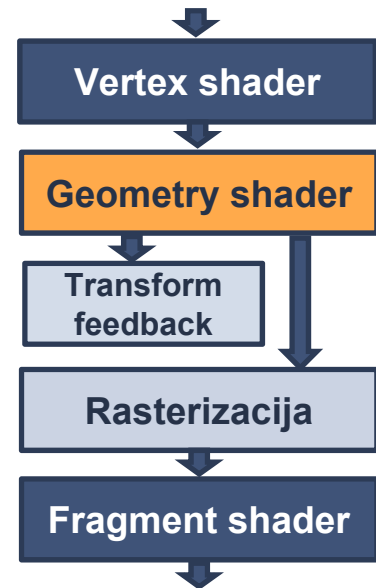 Vertex shader
Geometry shader
Transform
feedback
Rasterizacija
Fragment shader